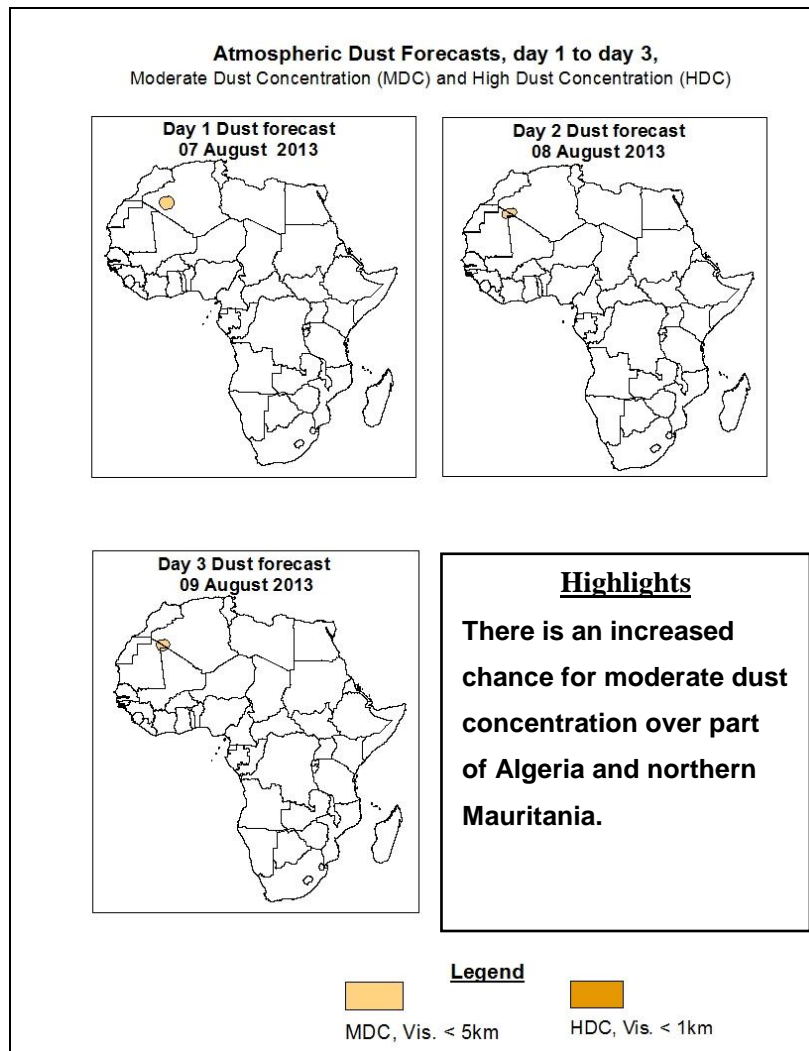 Atmospheric Dust Forecasts, day 1 to day 3,
Moderate Dust Concentration (MDC) and High Dust Concentration (HDC)
Day 1 Dust forecast
07 August 2013
Day 2 Dust forecast
08 August 2013
Day 3 Dust forecast
09 August 2013
Highlights
There is an increased
chance for moderate dust
concentration over part
of Algeria and northern
Mauritania.
Legend
MDC, Vis. < 5km
HDC, Vis. < 1km